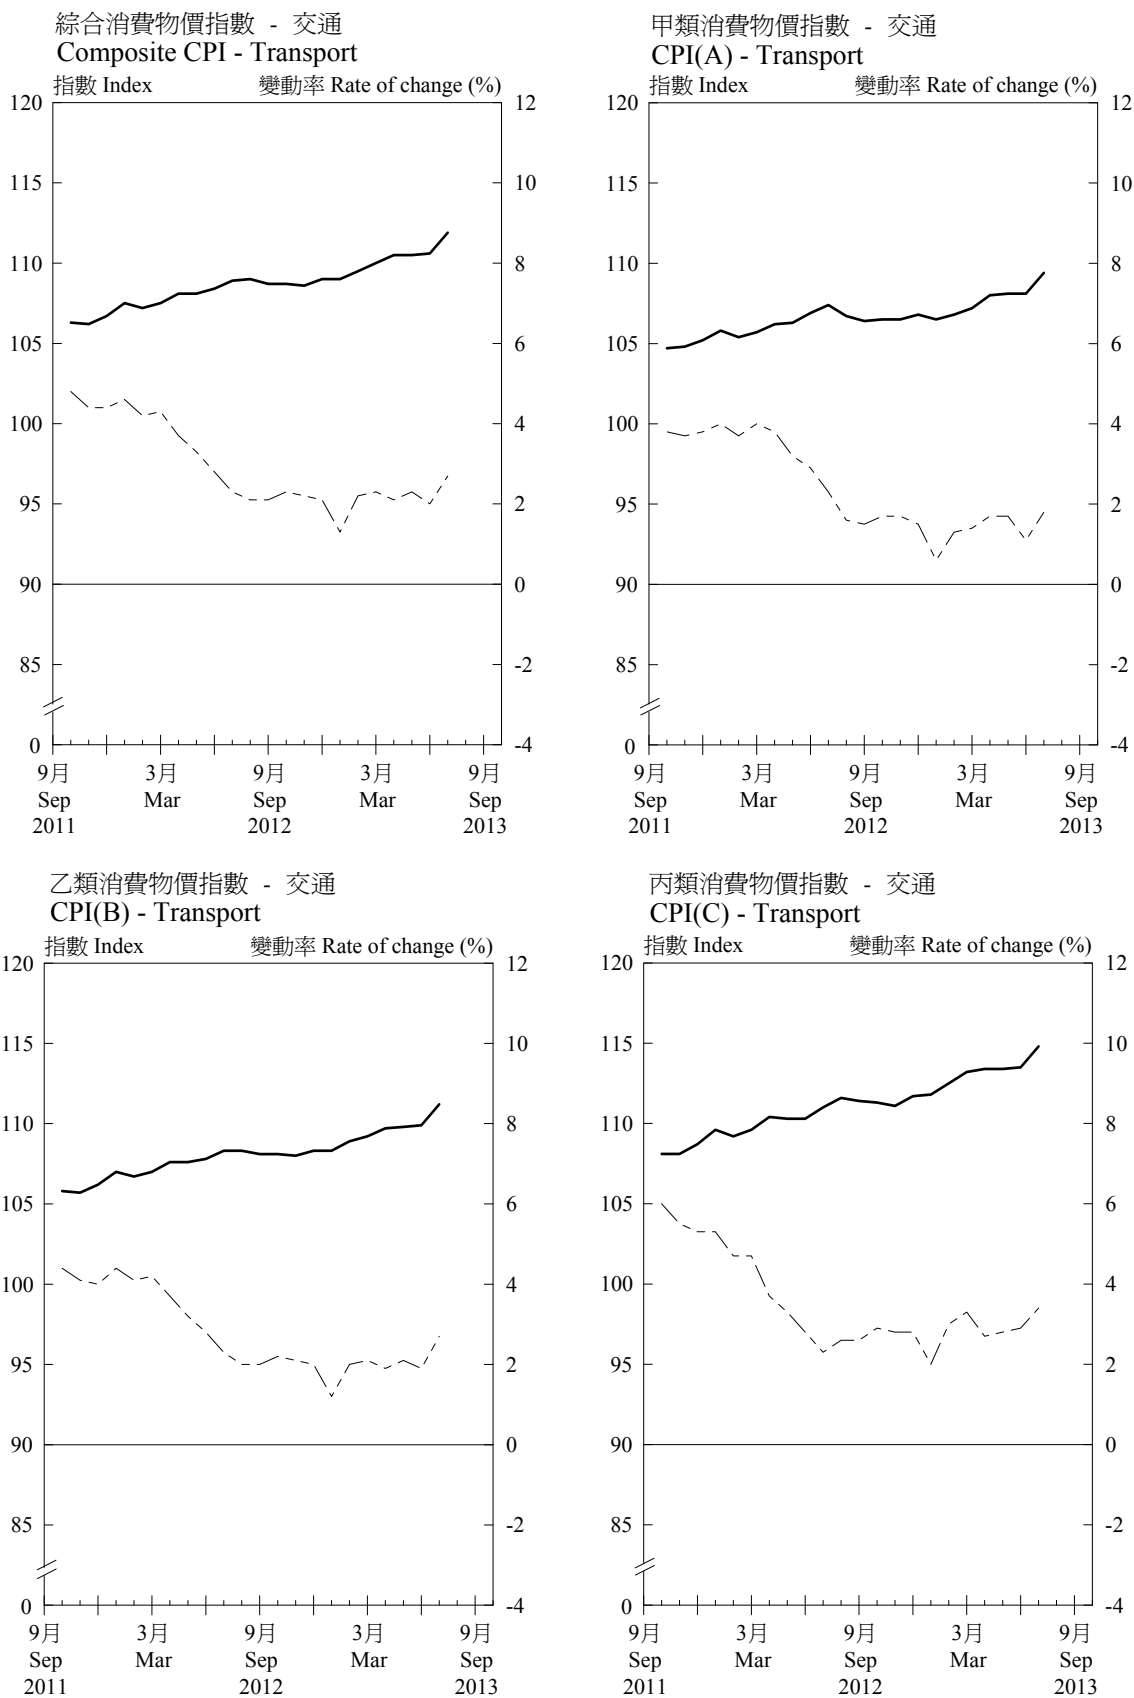 綜合消費物價指數 - 交通
Composite CPI - Transport
指數 Index 變動率 Rate of change (%)
120 12
115 10
110 8
105 6
100 4
95 2
90 0
85 -2
0 -4
9月 3月 9月 3月 9月
Sep Mar Sep Mar Sep
2011 2012 2013
甲類消費物價指數 - 交通
CPI(A) - Transport
指數 Index 變動率 Rate of change (%)
120 12
115 10
110 8
105 6
100 4
95 2
90 0
85 -2
0 -4
9月 3月 9月 3月 9月
Sep Mar Sep Mar Sep
2011 2012 2013
乙類消費物價指數 - 交通
CPI(B) - Transport
指數 Index 變動率 Rate of change (%)
120 12
115 10
110 8
105 6
100 4
95 2
90 0
85 -2
0 -4
9月 3月 9月 3月 9月
Sep Mar Sep Mar Sep
2011 2012 2013
丙類消費物價指數 - 交通
CPI(C) - Transport
指數 Index 變動率 Rate of change (%)
120 12
115 10
110 8
105 6
100 4
95 2
90 0
85 -2
0 -4
9月 3月 9月 3月 9月
Sep Mar Sep Mar Sep
2011 2012 2013